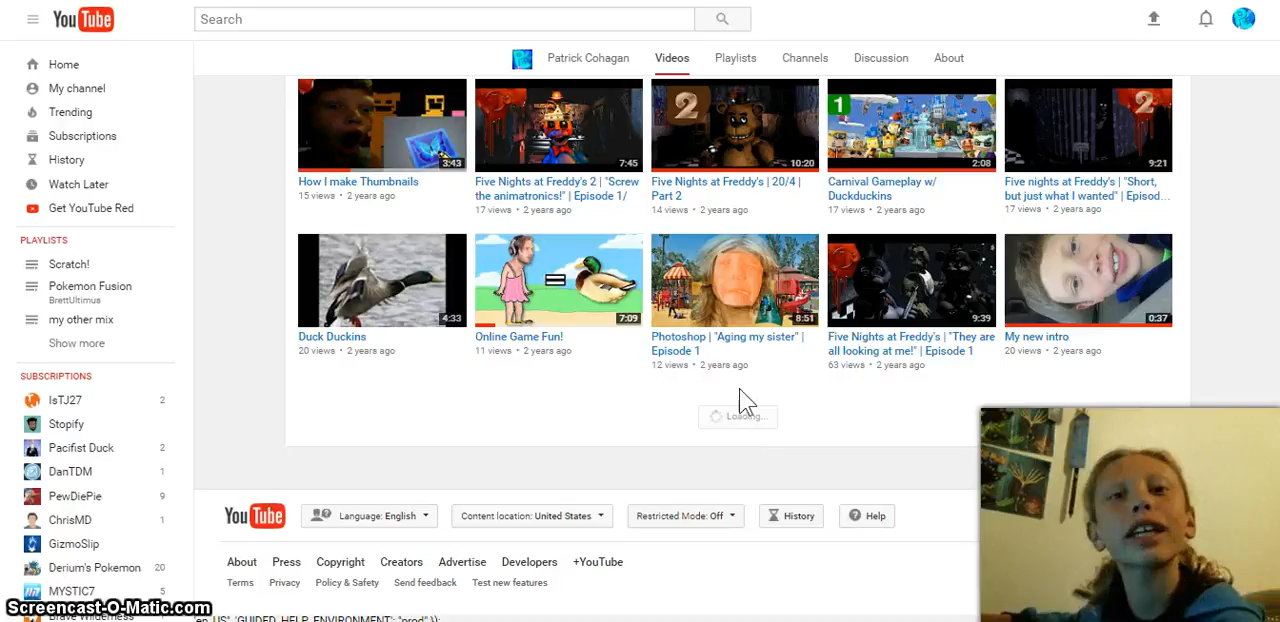 YouTube
Search
Patrick Cohagan Videos Playlists Channels Discussion About
Home
My channel
Trending
Subscriptions
History
Watch Later
Get YouTube Red
PLAYLISTS
Scratch!
Pokemon Fusion
BrettUltimus
my other mix
Show more
SUBSCRIPTIONS
IsTJ27 2
Stopify
Pacifist Duck 2
DanTDM 1
PewDiePie 9
ChrisMD 1
GizmoSlip
Derium's Pokemon 20
MYSTIC7 5
Brave Wilderness
3:43
How I make Thumbnails
15 views • 2 years ago
7:45
Five Nights at Freddy's 2 | "Screw
the animatronics!" | Episode 1/
17 views • 2 years ago
2
10:20
Five Nights at Freddy's | 20/4 |
Part 2
14 views • 2 years ago
1
2:08
Carnival Gameplay w/
Duckduckins
17 views • 2 years ago
2
9:21
Five nights at Freddy's | "Short,
but just what I wanted" | Episod...
17 views • 2 years ago
4:33
Duck Duckins
20 views • 2 years ago
7:09
Online Game Fun!
11 views • 2 years ago
8:51
Photoshop | "Aging my sister" |
Episode 1
12 views • 2 years ago
9:39
Five Nights at Freddy's | "They are
all looking at me!" | Episode 1
63 views • 2 years ago
0:37
My new intro
20 views • 2 years ago
Loading...
YouTube Language: English Content location: United States Restricted Mode: Off History Help
About Press Copyright Creators Advertise Developers +YouTube
Terms Privacy Policy & Safety Send feedback Test new features
en_US", 'GUIDED_HELP_ENVIRONMENT': "prod" });
Screencast-O-Matic.com